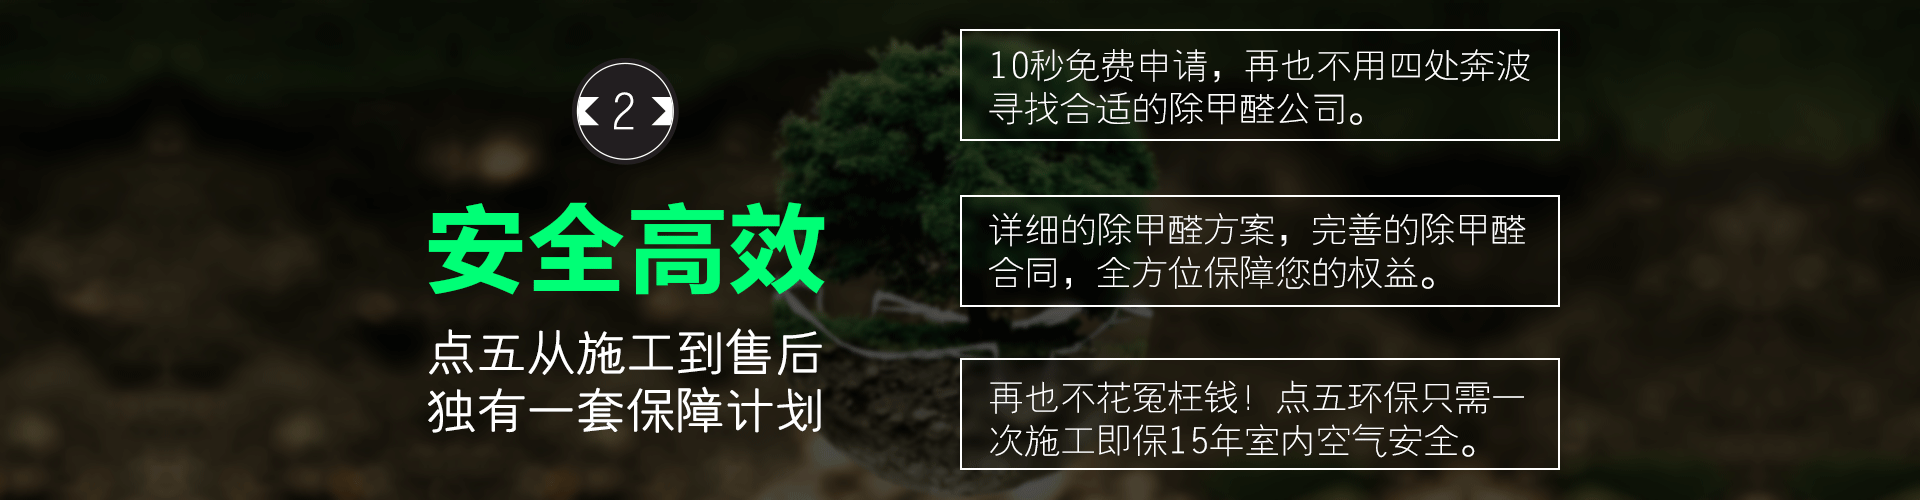 2
安全高效
点五从施工到售后
独有一套保障计划
10秒免费申请，再也不用四处奔波
寻找合适的除甲醛公司。
详细的除甲醛方案，完善的除甲醛
合同，全方位保障您的权益。
再也不花冤枉钱！点五环保只需一
次施工即保15年室内空气安全。